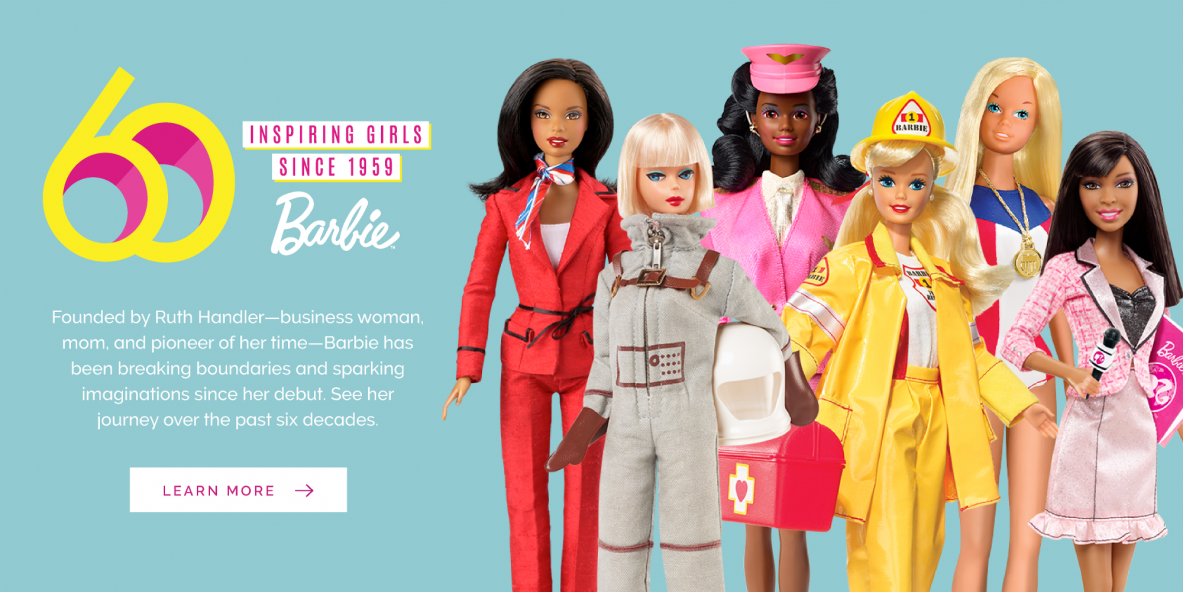 60
INSPIRING GIRLS
SINCE 1959
Barbie
Founded by Ruth Handler—business woman,
mom, and pioneer of her time—Barbie has
been breaking boundaries and sparking
imaginations since her debut. See her
journey over the past six decades.
LEARN MORE
1
BARBIE
BARBIE
1
Barbie